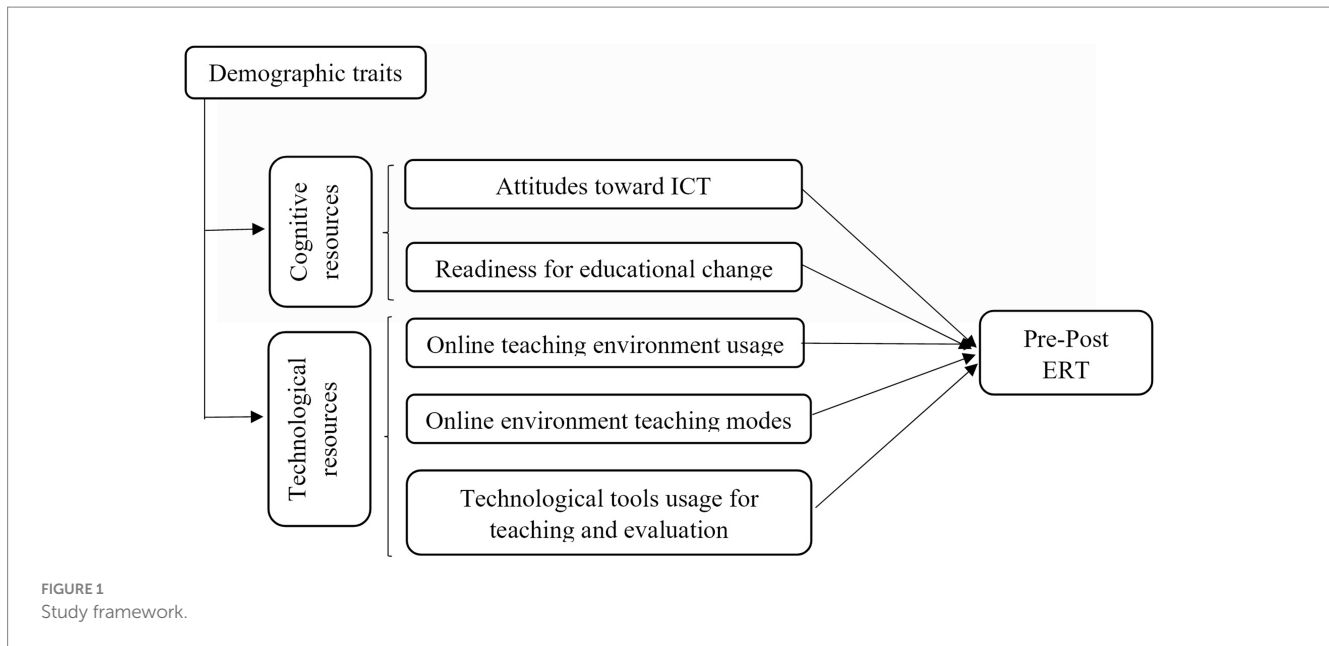 Demographic traits
Cognitive
resources
Attitudes toward ICT
Readiness for educational change
Technological
resources
Online teaching environment usage
Online environment teaching modes
Technological tools usage for
teaching and evaluation
Pre-Post
ERT
FIGURE 1
Study framework.